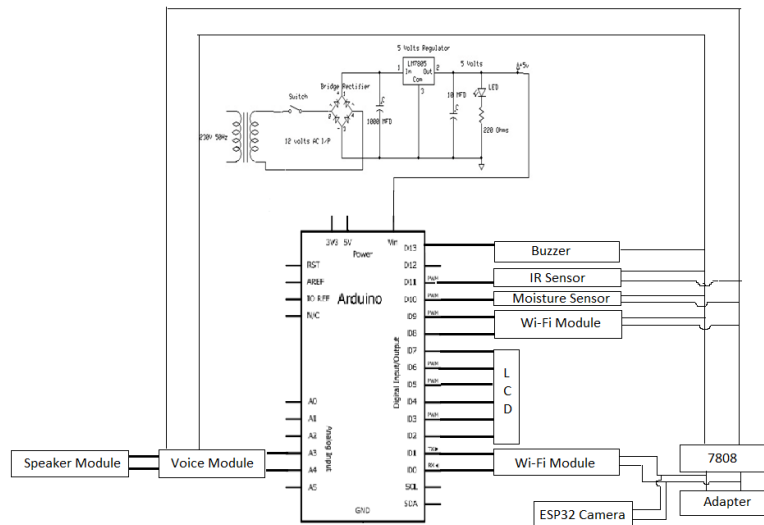 5 Volts Regulator
LM7805
1 In Out 2
Com
3
5 Volts
+5v
Bridge Rectifier
Switch
1000 MFD
10 MFD
LED
220 Ohms
230V 50Hz
12 volts AC I/P
3V3 5V Vin
Power
RST
AREF
IO REF
N/C
Arduino
A0
A1
A2
A3
A4
A5
Analog Input
Digital Input/Output
D13
D12
PWM D11
PWM D10
PWM D9
D8
D7
PWM D6
PWM D5
D4
PWM D3
D2
TX D1
RX D0
SCL
SDA
GND
Buzzer
IR Sensor
Moisture Sensor
Wi-Fi Module
L
C
D
Wi-Fi Module
Speaker Module
Voice Module
7808
Adapter
ESP32 Camera